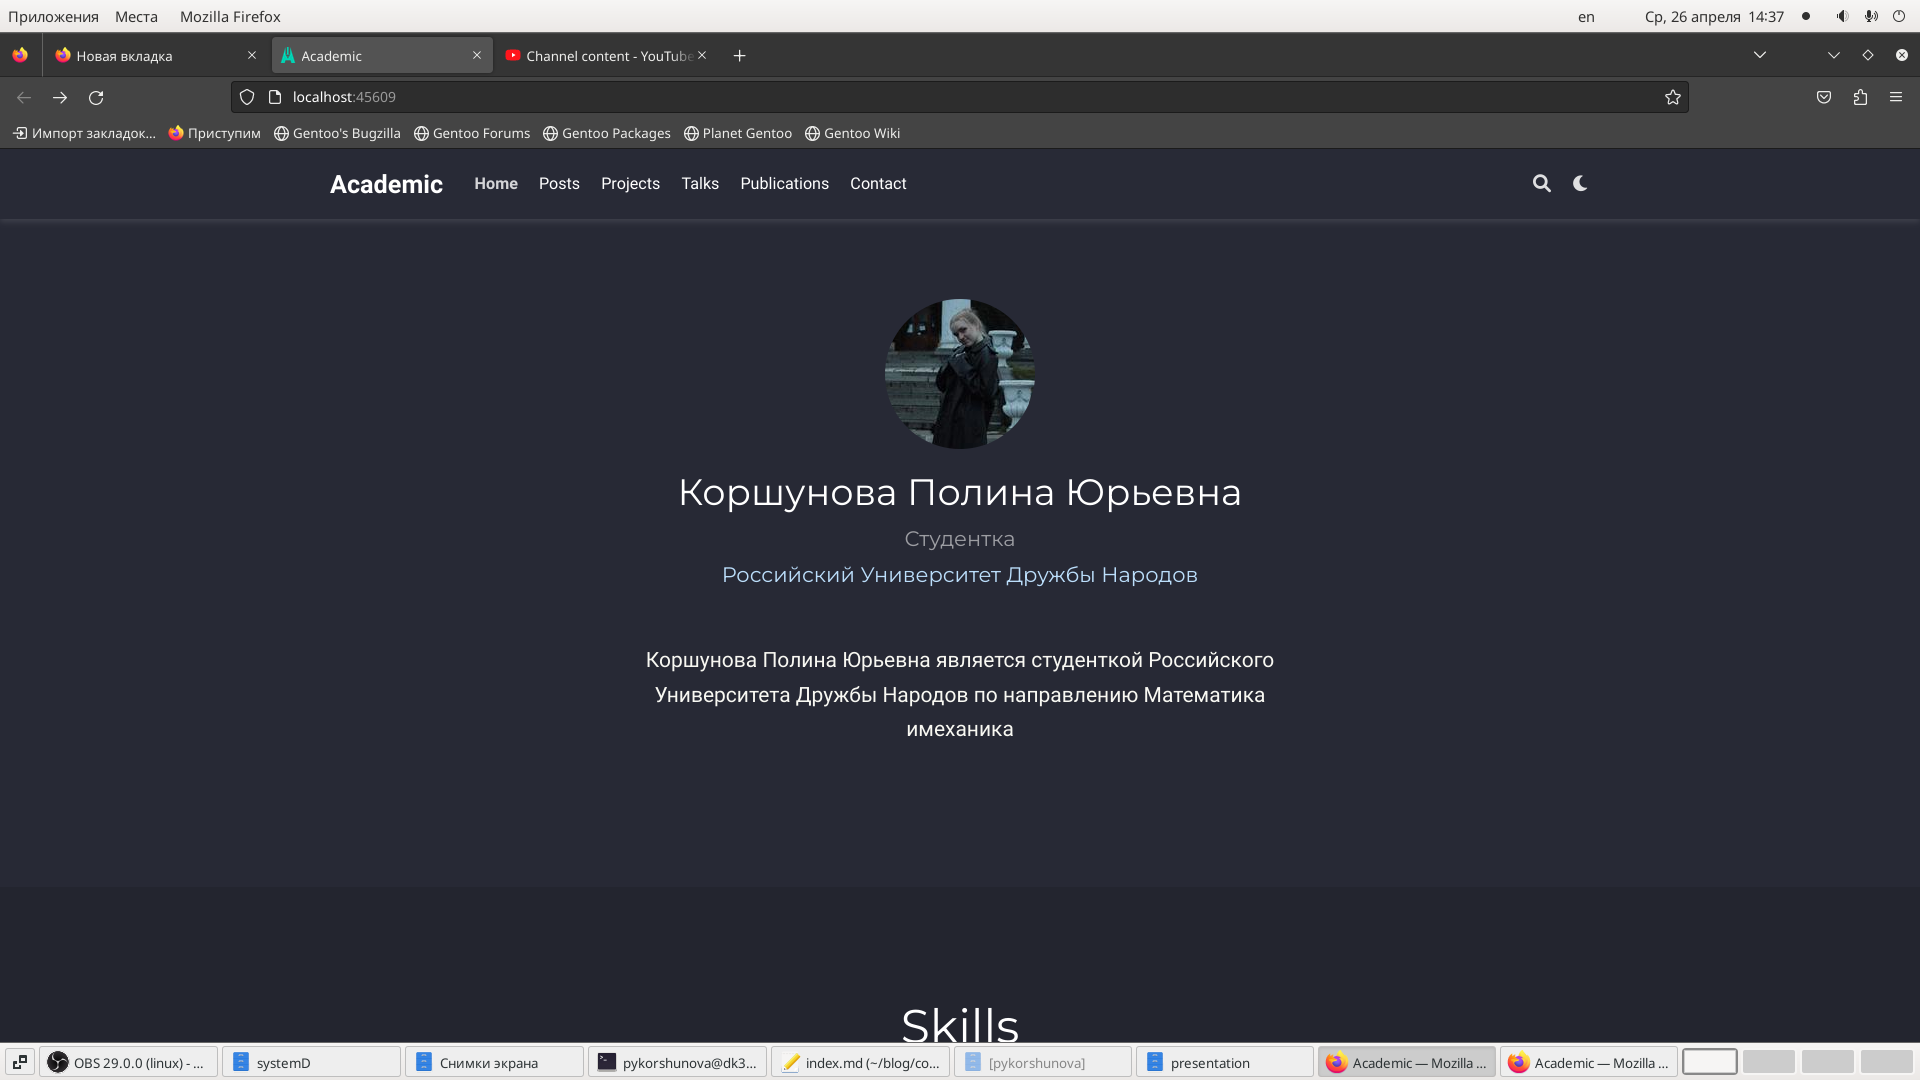 Приложения Места Mozilla Firefox en Ср, 26 апреля 14:37
Новая вкладка Academic Channel content - YouTube
localhost:45609
Импорт закладок... Приступим Gentoo's Bugzilla Gentoo Forums Gentoo Packages Planet Gentoo Gentoo Wiki
Academic Home Posts Projects Talks Publications Contact
Коршунова Полина Юрьевна
Студентка
Российский Университет Дружбы Народов
Коршунова Полина Юрьевна является студенткой Российского
Университета Дружбы Народов по направлению Математика
имеханика
Skills
OBS 29.0.0 (linux) - ... systemD Снимки экрана pykorshunova@dk3... index.md (~/blog/co... [pykorshunova] presentation Academic — Mozilla ... Academic — Mozilla ...